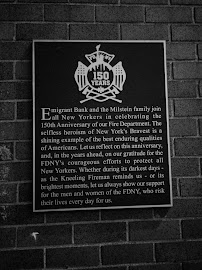 150
YEARS
Emigrant Bank and the Milstein family join
all New Yorkers in celebrating the
150th Anniversary of our Fire Department. The
selfless heroism of New York's Bravest is a
shining example of the best enduring qualities
of Americans. Let us reflect on this anniversary,
and, in the years ahead, on our gratitude for the
FDNY's courageous efforts to protect all
New Yorkers. Whether during its darkest days -
as the Kneeling Fireman reminds us - or its
brightest moments, let us always show our support
for the men and women of the FDNY, who risk
their lives every day for us.